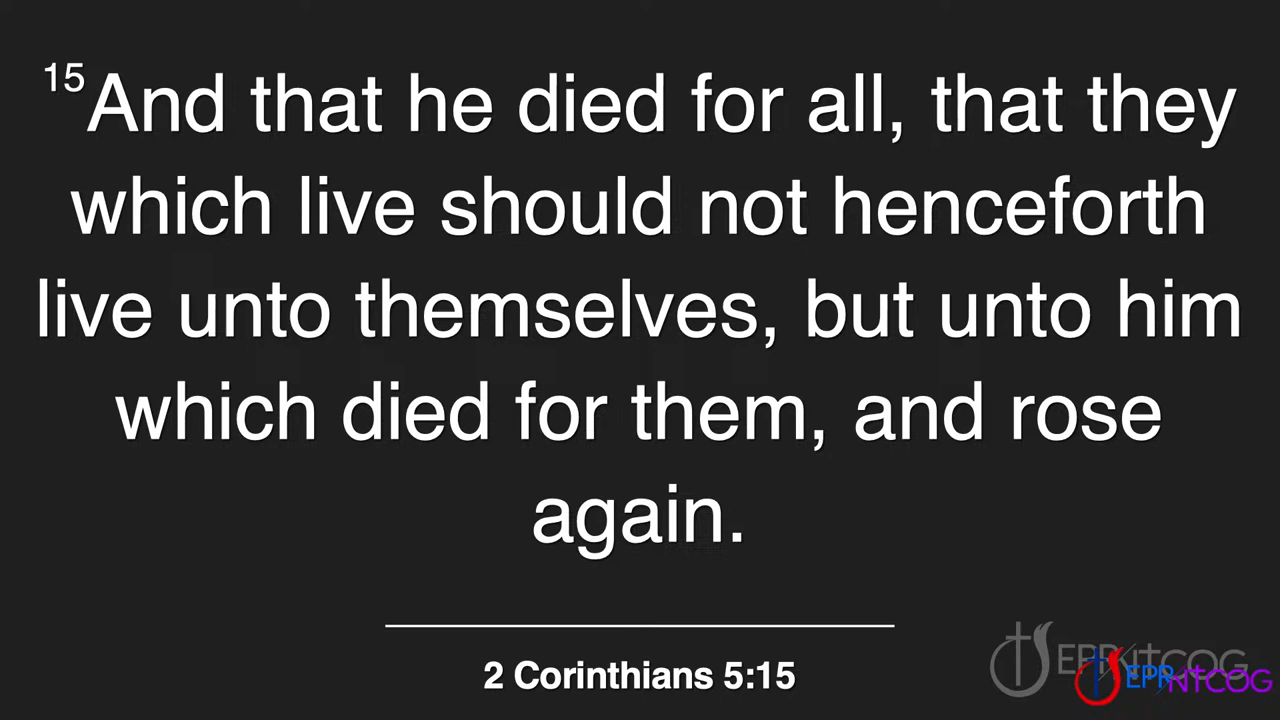 15And that he died for all, that they
which live should not henceforth
live unto themselves, but unto him
which died for them, and rose
again.
2 Corinthians 5:15
EPRNTCOG